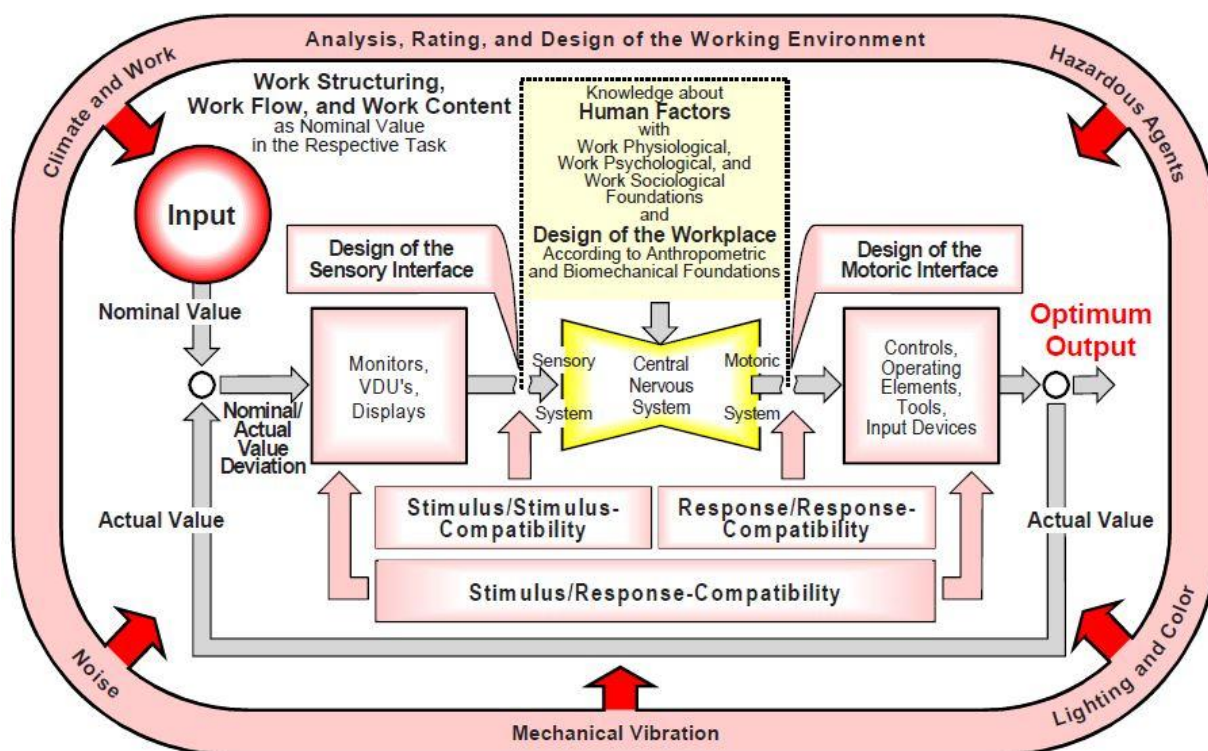 Analysis, Rating, and Design of the Working Environment
Climate and Work
Hazardous Agents
Work Structuring,
Work Flow, and Work Content
as Nominal Value
in the Respective Task
Knowledge about
Human Factors
with
Work Physiological,
Work Psychological, and
Work Sociological
Foundations
and
Design of the Workplace
According to Anthropometric
and Biomechanical Foundations
Input
Design of the
Sensory Interface
Design of the
Motoric Interface
Nominal Value
Optimum
Output
Monitors,
VDU's,
Displays
Sensory
System
Central
Nervous
System
Motoric
System
Controls,
Operating
Elements,
Tools,
Input Devices
Nominal/
Actual
Value
Deviation
Actual Value
Stimulus/Stimulus-
Compatibility
Response/Response-
Compatibility
Actual Value
Stimulus/Response-Compatibility
Noise
Mechanical Vibration
Lighting and Color